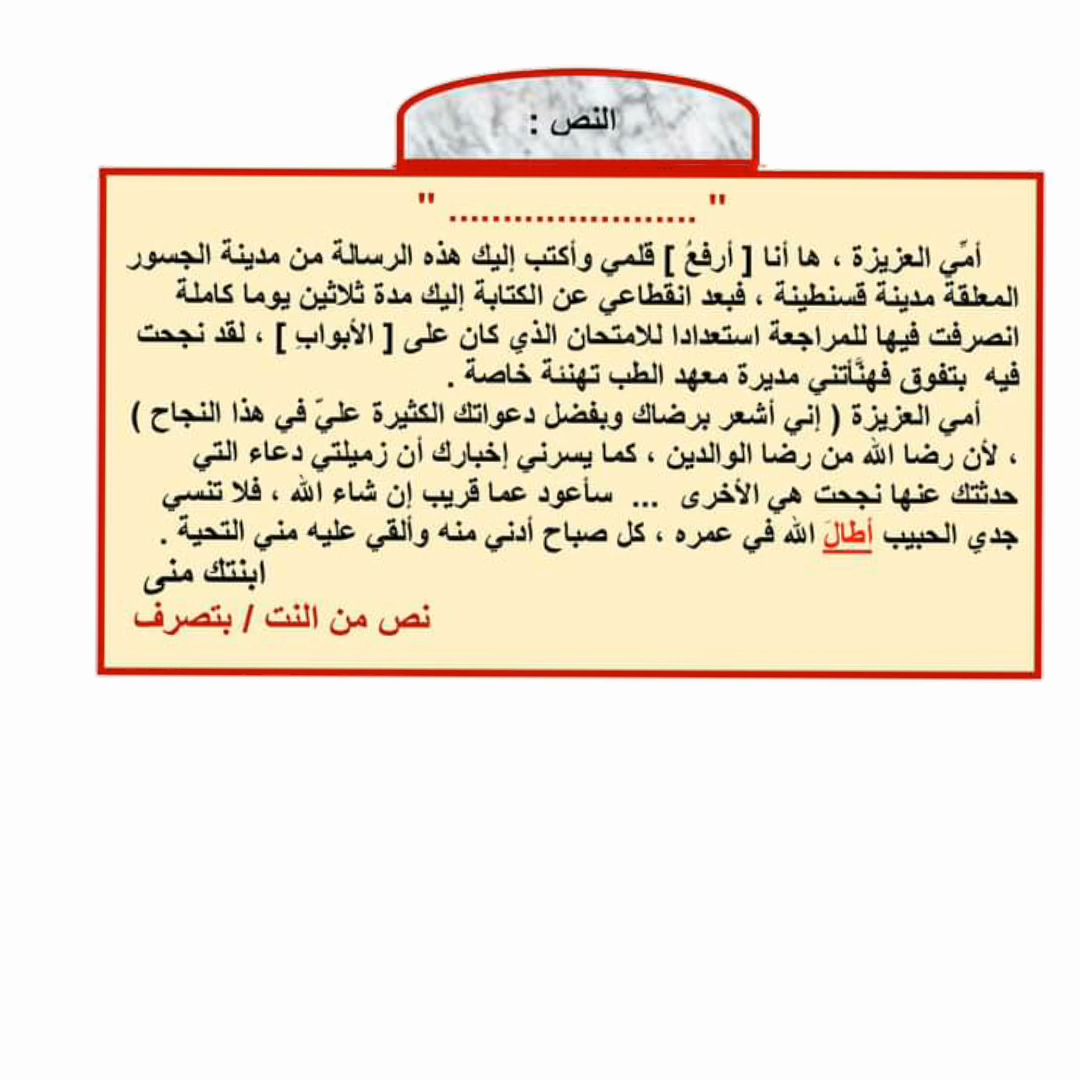 النص :
" ...................... "
أمِّي العزيزة ، ها أنا [ أرفعُ ] قلمي وأكتب إليك هذه الرسالة من مدينة الجسور
المعلقة مدينة قسنطينة ، فبعد انقطاعي عن الكتابة إليك مدة ثلاثين يوما كاملة
انصرفت فيها للمراجعة استعدادا للامتحان الذي كان على [ الأبوابِ ] ، لقد نجحت
فيه بتفوق فهنَّأتني مديرة معهد الطب تهنئة خاصة .
أمي العزيزة ( إني أشعر برضاك وبفضل دعواتك الكثيرة عليّ في هذا النجاح )
، لأن رضا الله من رضا الوالدين ، كما يسرني إخبارك أن زميلتي دعاء التي
حدثتك عنها نجحت هي الأخرى ... سأعود عما قريب إن شاء الله ، فلا تنسي
جدي الحبيب أطالَ الله في عمره ، كل صباح أدني منه وألقي عليه مني التحية .
ابنتك منى
نص من النت / بتصرف